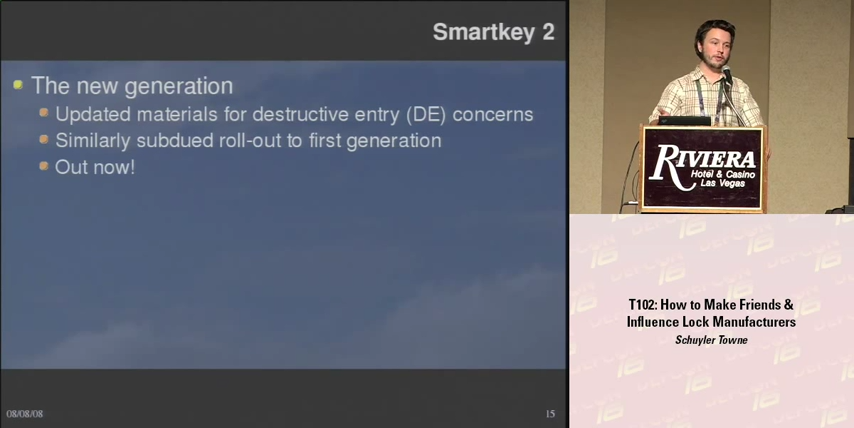 Smartkey 2
The new generation
Updated materials for destructive entry (DE) concerns
Similarly subdued roll-out to first generation
Out now!
08/08/08
15
RIVIERA
Hotel & Casino
Las Vegas
T102: How to Make Friends &
Influence Lock Manufacturers
Schuyler Towne